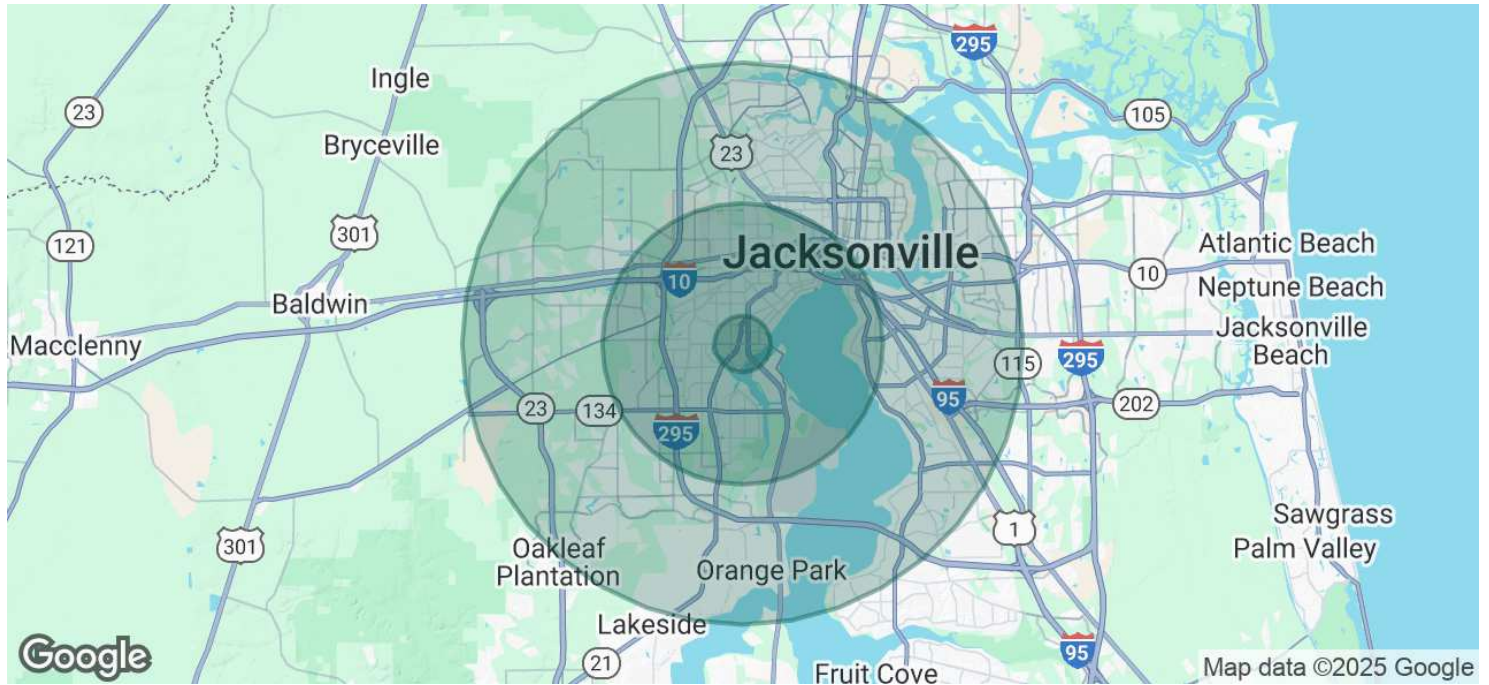 295
Ingle
23
105
Bryceville
23
121
301
Jacksonville
Atlantic Beach
10
10
Neptune Beach
Baldwin
Jacksonville
Beach
Macclenny
115
295
95
202
23
134
295
Sawgrass
1
301
Palm Valley
Oakleaf
Plantation
Orange Park
Lakeside
95
21
Fruit Cove
Google
Map data ©2025 Google